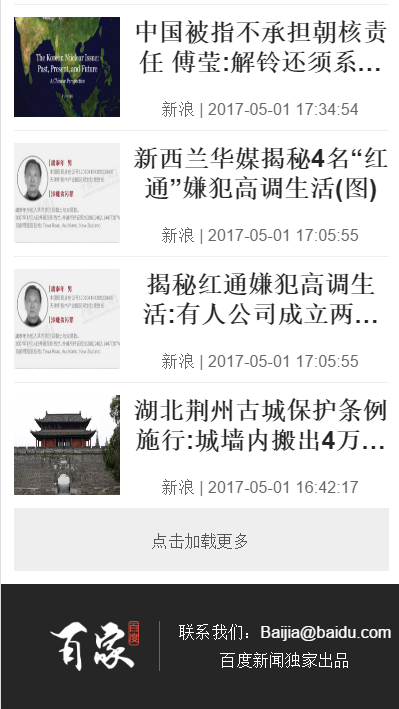 The Korean Nuclear Issue:
Past, Present, and Future
A Chinese Perspective
中国被指不承担朝核责
任 傅莹:解铃还须系...
新浪 | 2017-05-01 17:34:54
新西兰华媒揭秘4名“红
通”嫌犯高调生活(图)
新浪 | 2017-05-01 17:05:55
揭秘红通嫌犯高调生
活:有人公司成立两...
新浪 | 2017-05-01 17:05:55
湖北荆州古城保护条例
施行:城墙内搬出4万...
新浪 | 2017-05-01 16:42:17
点击加载更多
百家
百度
联系我们：Baijia@baidu.com
百度新闻独家出品